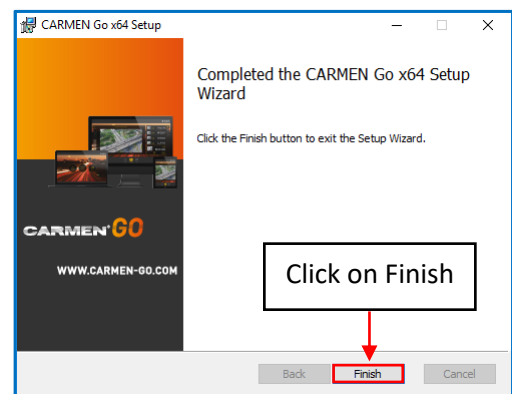 CARMEN Go x64 Setup
Completed the CARMEN Go x64 Setup
Wizard
Click the Finish button to exit the Setup Wizard.
CARMEN GO
WWW.CARMEN-GO.COM
Click on Finish
Back Finish Cancel